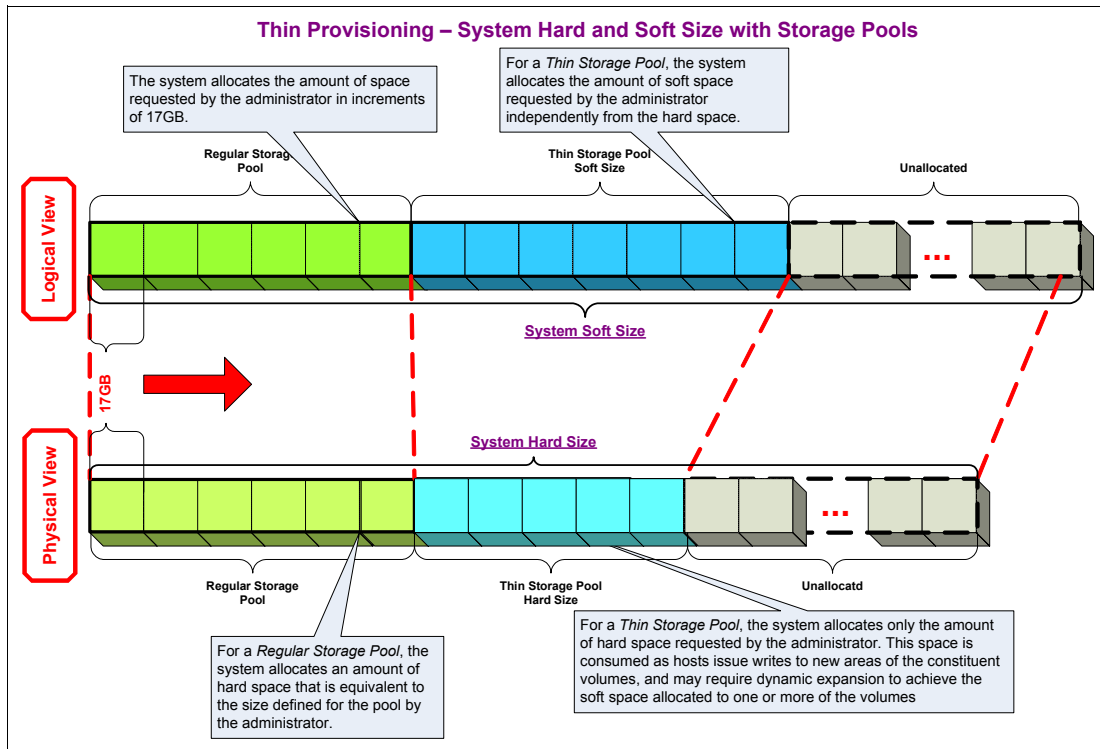 Thin Provisioning – System Hard and Soft Size with Storage Pools
The system allocates the amount of space
requested by the administrator in increments
of 17GB.
For a Thin Storage Pool, the system
allocates the amount of soft space
requested by the administrator
independently from the hard space.
Regular Storage
Pool
Thin Storage Pool
Soft Size
Unallocated
Logical View
...
System Soft Size
17GB
System Hard Size
Physical View
...
Regular Storage
Pool
Thin Storage Pool
Hard Size
Unallocatd
For a Regular Storage Pool, the
system allocates an amount of
hard space that is equivalent to
the size defined for the pool by
the administrator.
For a Thin Storage Pool, the system allocates only the amount
of hard space requested by the administrator. This space is
consumed as hosts issue writes to new areas of the constituent
volumes, and may require dynamic expansion to achieve the
soft space allocated to one or more of the volumes